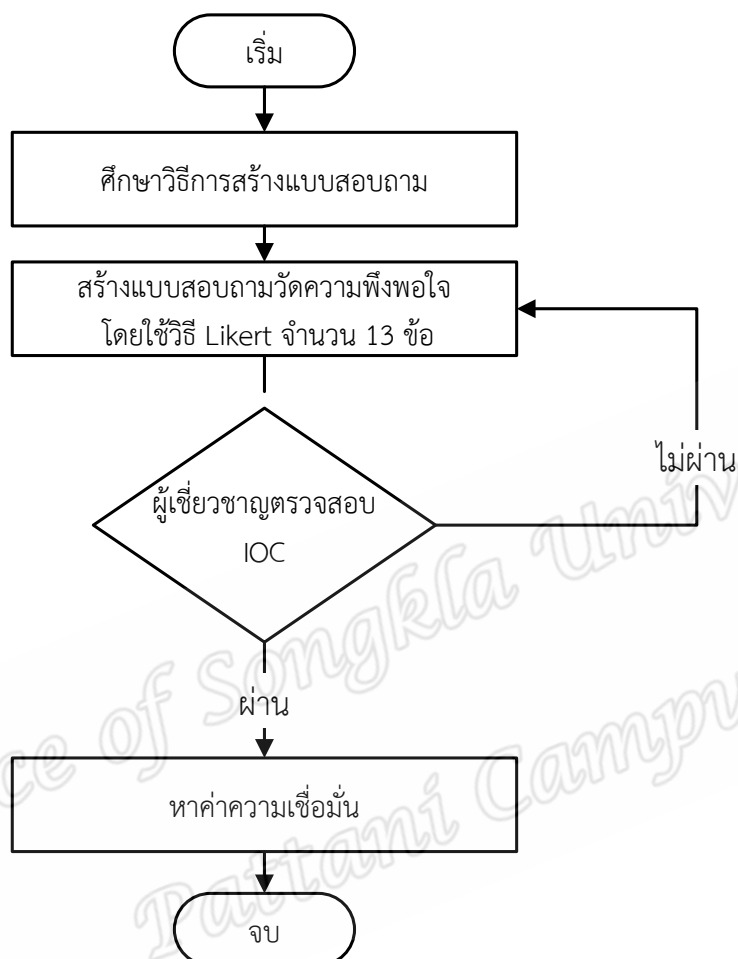 เริ่ม
ศึกษาวิธีการสร้างแบบสอบถาม
สร้างแบบสอบถามวัดความพึงพอใจ
โดยใช้วิธี Likert จำนวน 13 ข้อ
ไม่ผ่าน
ผู้เชี่ยวชาญตรวจสอบ
IOC
ผ่าน
หาค่าความเชื่อมั่น
จบ
of Songkla
Pattani